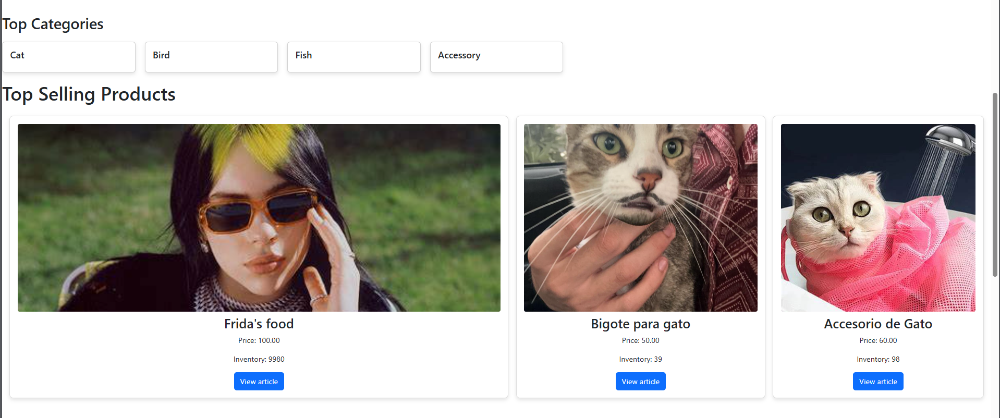 Top Categories
Cat
Bird
Fish
Accessory
Top Selling Products
Frida's food
Price: 100.00
Inventory: 9980
View article
Bigote para gato
Price: 50.00
Inventory: 39
View article
Accesorio de Gato
Price: 60.00
Inventory: 98
View article